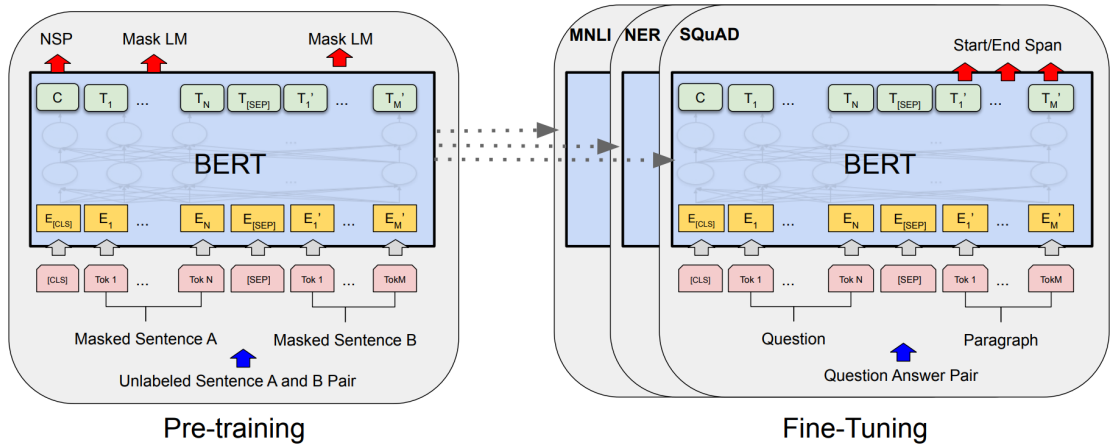 NSP Mask LM Mask LM
C T1 ... TN T[SEP] T1' ... TM'
BERT
E[CLS] E1 ... EN E[SEP] E1' ... EM'
[CLS] Tok 1 ... Tok N [SEP] Tok 1 ... TokM
Masked Sentence A Masked Sentence B
Unlabeled Sentence A and B Pair
Pre-training
MNLI NER SQuAD
Start/End Span
C T1 ... TN T[SEP] T1' ... TM'
BERT
E[CLS] E1 ... EN E[SEP] E1' ... EM'
[CLS] Tok 1 ... Tok N [SEP] Tok 1 ... TokM
Question Paragraph
Question Answer Pair
Fine-Tuning